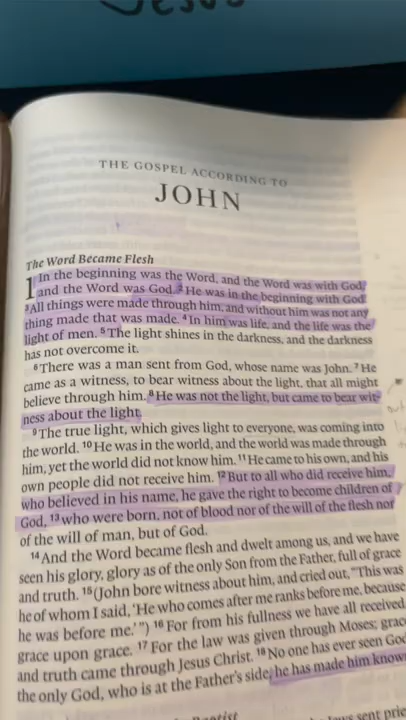 Jesus
THE GOSPEL ACCORDING TO
JOHN
The Word Became Flesh
1 In the beginning was the Word, and the Word was with God,
and the Word was God. 2 He was in the beginning with God.
3 All things were made through him, and without him was not any
thing made that was made. 4 In him was life, and the life was the
light of men. 5 The light shines in the darkness, and the darkness
has not overcome it.
6 There was a man sent from God, whose name was John. 7 He
came as a witness, to bear witness about the light, that all might
believe through him. 8 He was not the light, but came to bear wit-
ness about the light.
9 The true light, which gives light to everyone, was coming into
the world. 10 He was in the world, and the world was made through
him, yet the world did not know him. 11 He came to his own, and his
own people did not receive him. 12 But to all who did receive him,
who believed in his name, he gave the right to become children of
God, 13 who were born, not of blood nor of the will of the flesh nor
of the will of man, but of God.
14 And the Word became flesh and dwelt among us, and we have
seen his glory, glory as of the only Son from the Father, full of grace
and truth. 15 (John bore witness about him, and cried out, "This was
he of whom I said, 'He who comes after me ranks before me, because
he was before me.'") 16 For from his fullness we have all received,
grace upon grace. 17 For the law was given through Moses; grace
and truth came through Jesus Christ. 18 No one has ever seen God;
the only God, who is at the Father's side, he has made him known.
sent